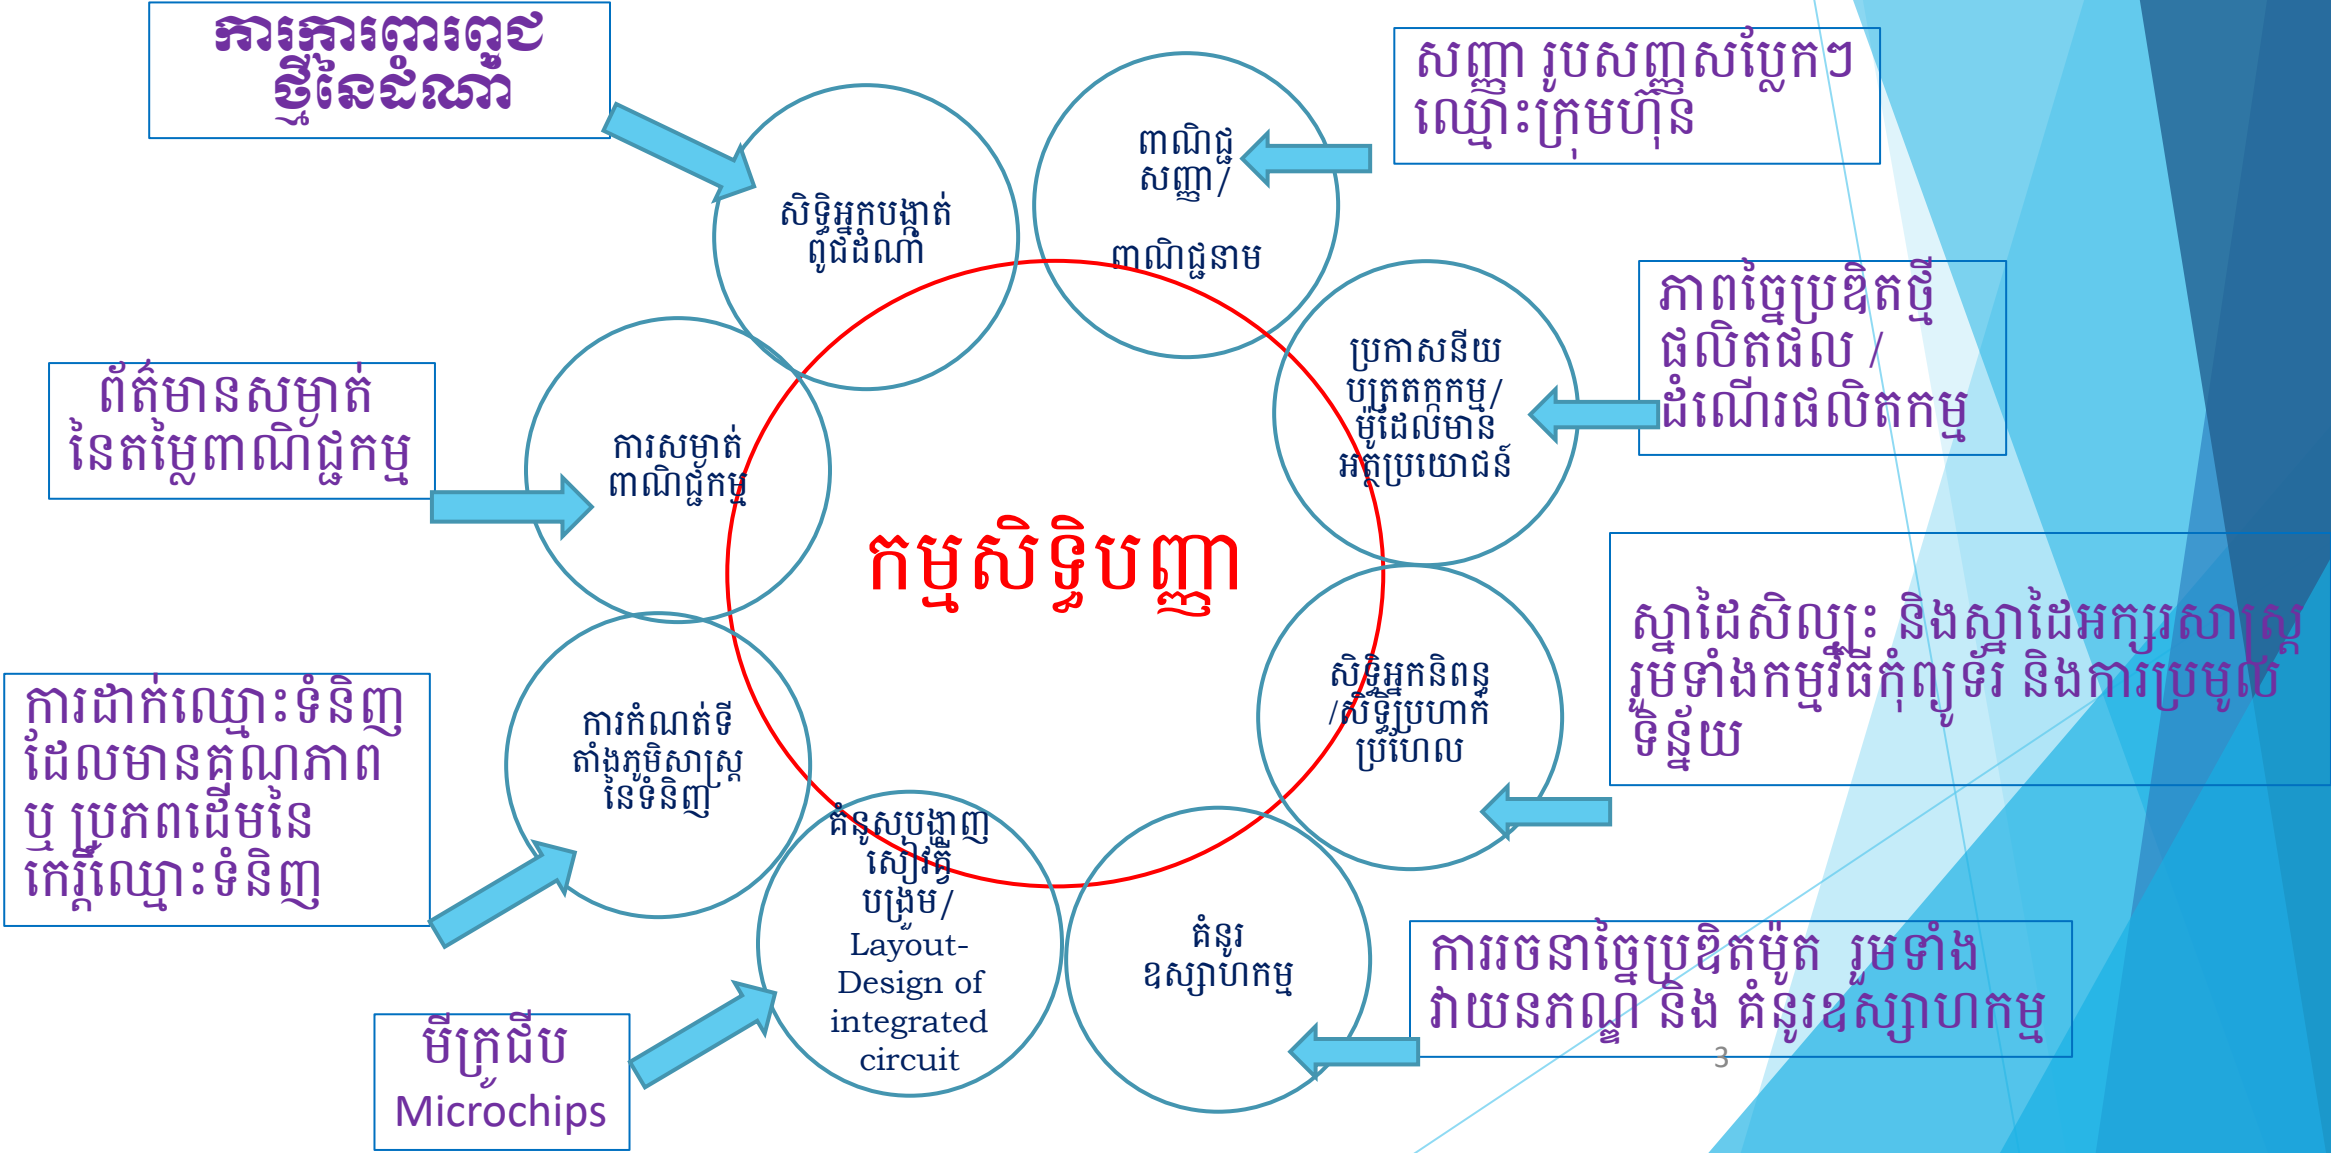 ការការពារពូជ
ថ្មីនៃដំណាំ
សញ្ញា រូបសញ្ញសប្លែកៗ
ឈ្មោះក្រុមហ៊ុន
ពាណិជ្ជ
សញ្ញា/
ពាណិជ្ជនាម
សិទ្ធិអ្នកបង្កាត់
ពូជដំណាំ
ភាពច្នៃប្រឌិតថ្មី
ផលិតផល /
ដំណើរផលិតកម្ម
ប្រកាសនីយ
បត្រតក្កកម្ម/
ម៉ូដែលមាន
អត្ថប្រយោជន៍
ព័ត៌មានសម្ងាត់
នៃតម្លៃពាណិជ្ជកម្ម
ការសម្ងាត់
ពាណិជ្ជកម្ម
កម្មសិទ្ធិបញ្ញា
ស្នាដៃសិល្បៈ និងស្នាដៃអក្សរសាស្ត្រ
រួមទាំងកម្មវិធីកុំព្យូទ័រ និងការប្រមូល
ទិន្ន័យ
សិទ្ធិអ្នកនិពន្ធ
/សិទ្ធិប្រហាក់
ប្រហែល
ការដាក់ឈ្មោះទំនិញ
ដែលមានគុណភាព
ឬ ប្រភពដើមនៃ
កេរ្តិ៍ឈ្មោះទំនិញ
ការកំណត់ទី
តាំងភូមិសាស្ត្រ
នៃទំនិញ
គំនូសបង្ហាញ
សៀវគ្វី
បង្រួម/
Layout-
Design of
integrated
circuit
គំនូរ
ឧស្សាហកម្ម
ការរចនាច្នៃប្រឌិតម៉ូត រួមទាំង
វាយនភណ្ឌ និង គំនូរឧស្សាហកម្ម
មីក្រូជីប
Microchips
3